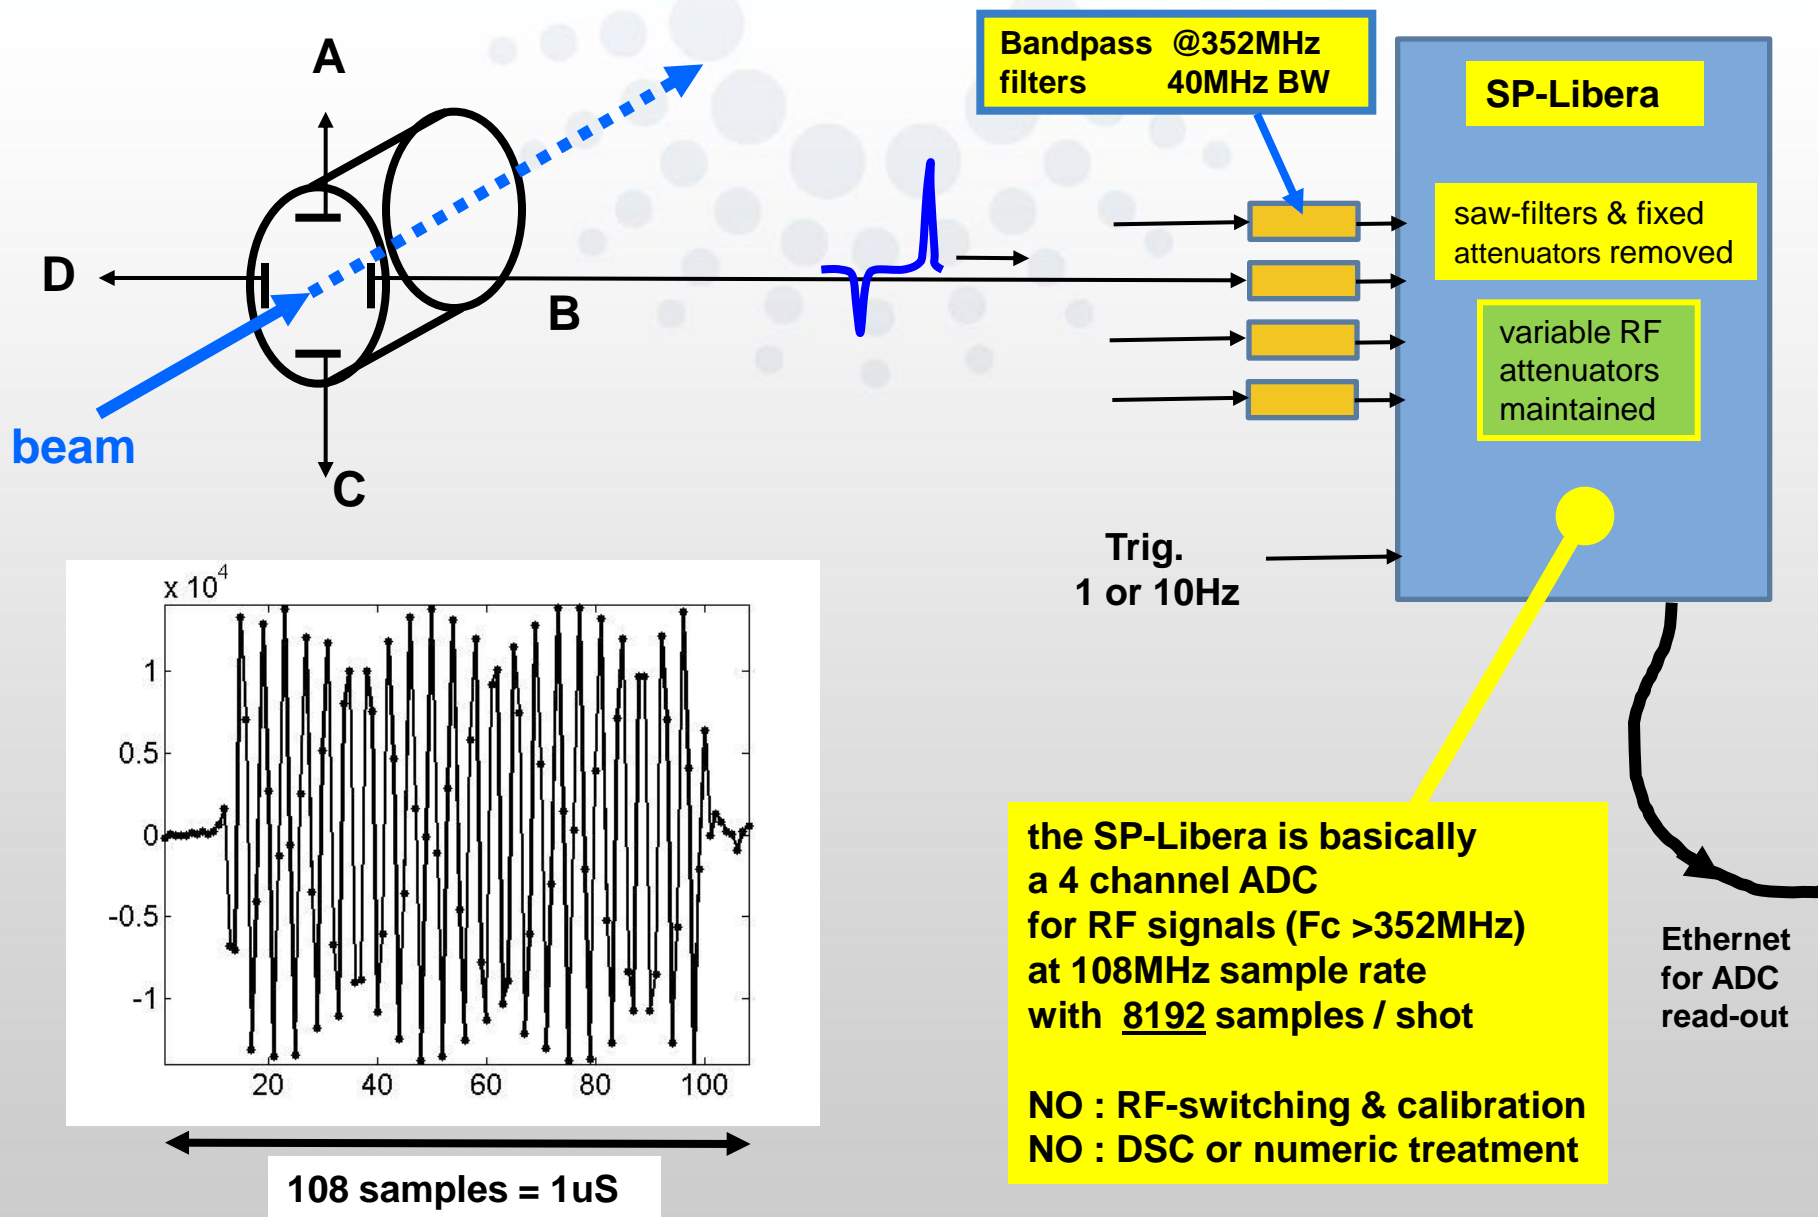 A
D
B
C
beam
Bandpass @352MHz
filters 40MHz BW
SP-Libera
saw-filters & fixed
attenuators removed
variable RF
attenuators
maintained
Trig.
1 or 10Hz
x 10^4
1
0.5
0
-0.5
-1
20 40 60 80 100
108 samples = 1uS
the SP-Libera is basically
a 4 channel ADC
for RF signals (Fc >352MHz)
at 108MHz sample rate
with 8192 samples / shot
NO : RF-switching & calibration
NO : DSC or numeric treatment
Ethernet
for ADC
read-out